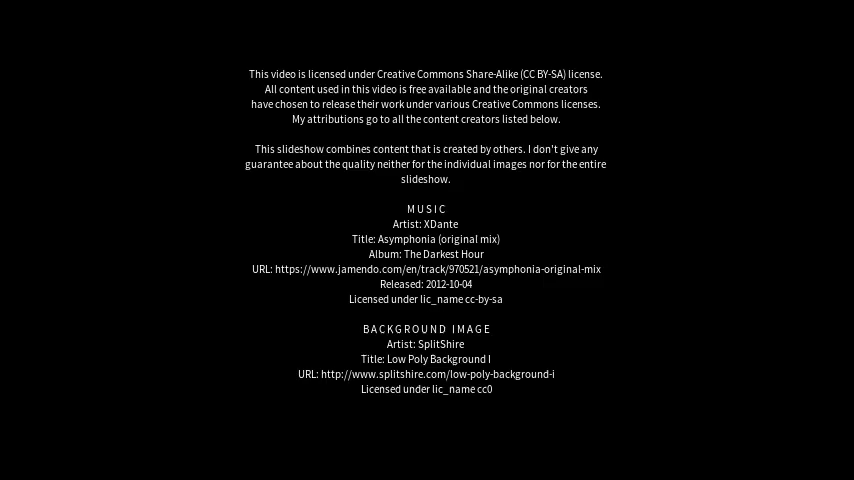 This video is licensed under Creative Commons Share-Alike (CC BY-SA) license.
All content used in this video is free available and the original creators
have chosen to release their work under various Creative Commons licenses.
My attributions go to all the content creators listed below.
This slideshow combines content that is created by others. I don't give any
guarantee about the quality neither for the individual images nor for the entire
slideshow.
MUSIC
Artist: XDante
Title: Asymphonia (original mix)
Album: The Darkest Hour
URL: https://www.jamendo.com/en/track/970521/asymphonia-original-mix
Released: 2012-10-04
Licensed under lic_name cc-by-sa
BACKGROUND IMAGE
Artist: SplitShire
Title: Low Poly Background I
URL: http://www.splitshire.com/low-poly-background-i
Licensed under lic_name cc0